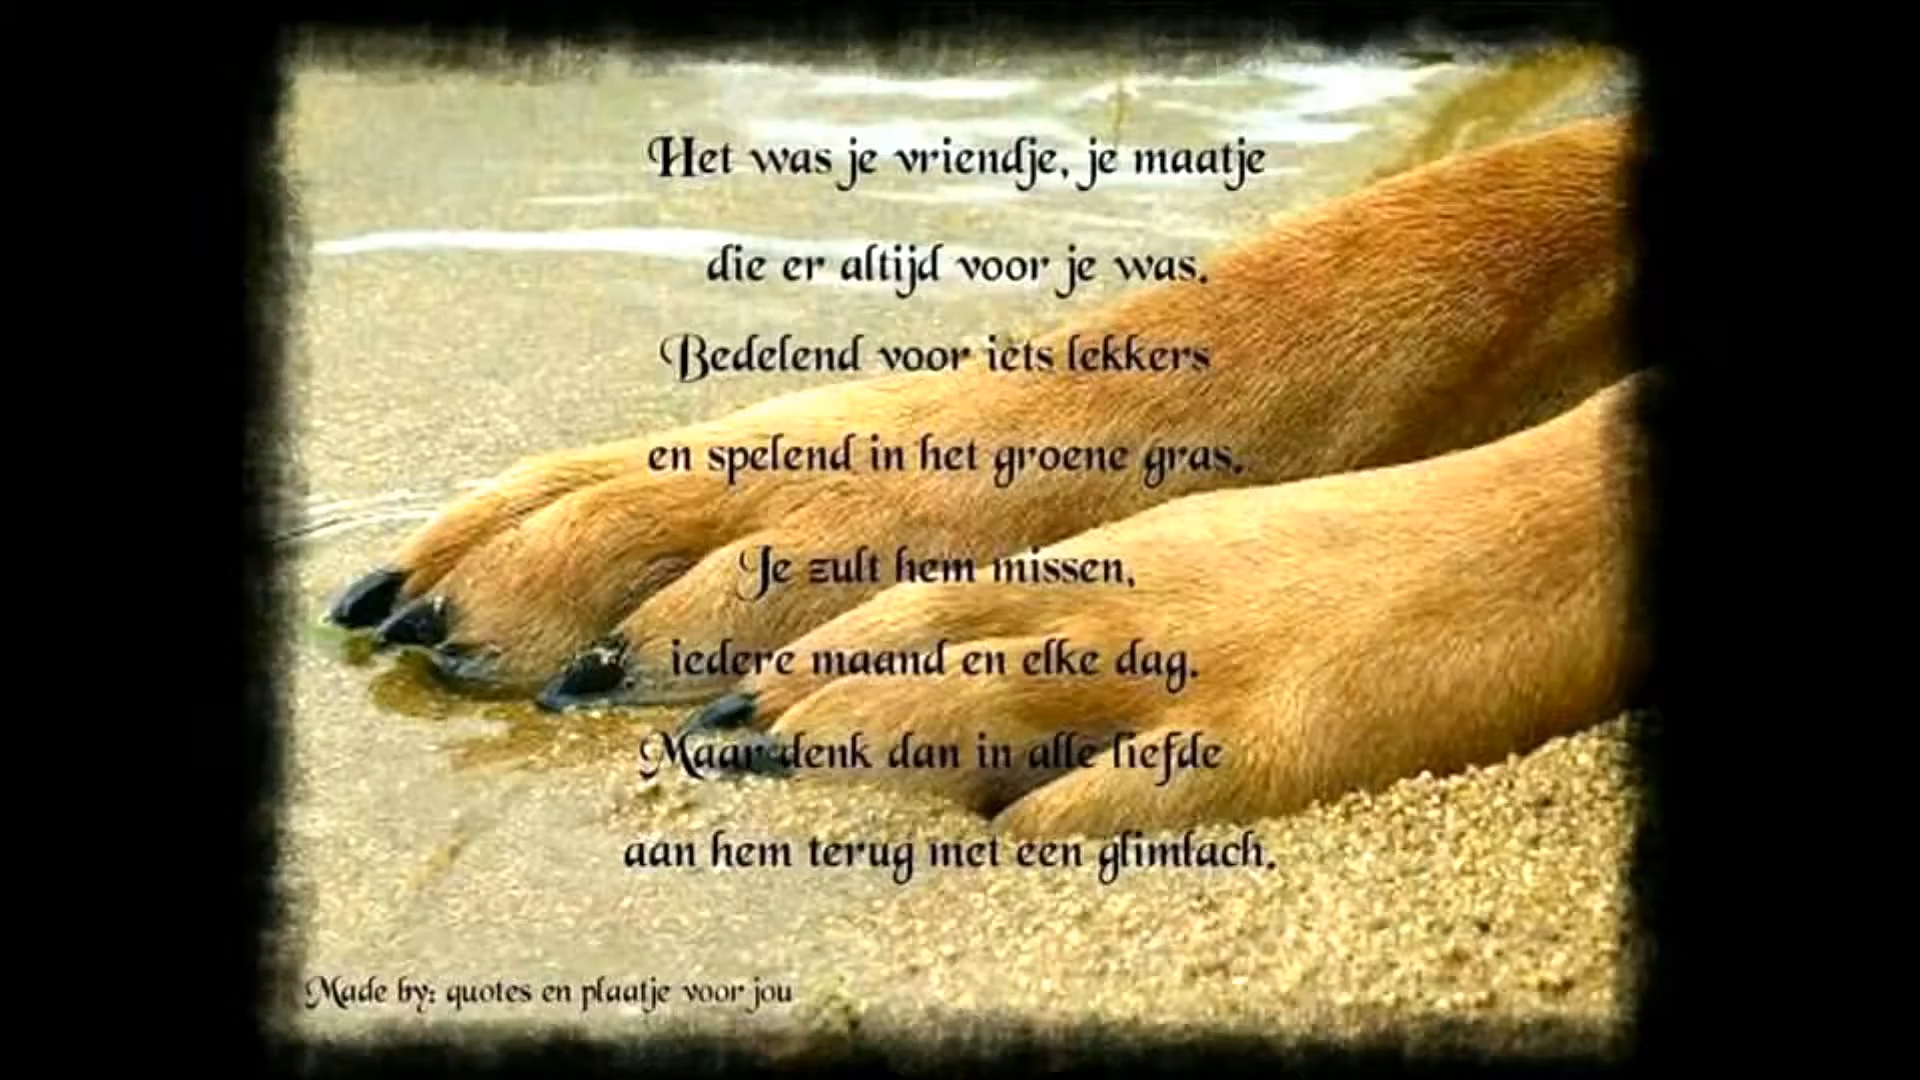 Het was je vriendje, je maatje
die er altijd voor je was.
Bedelend voor iets lekkers
en spelend in het groene gras.
Je zult hem missen,
iedere maand en elke dag.
Maar denk dan in alle liefde
aan hem terug met een glimlach.
Made by: quotes en plaatje voor jou